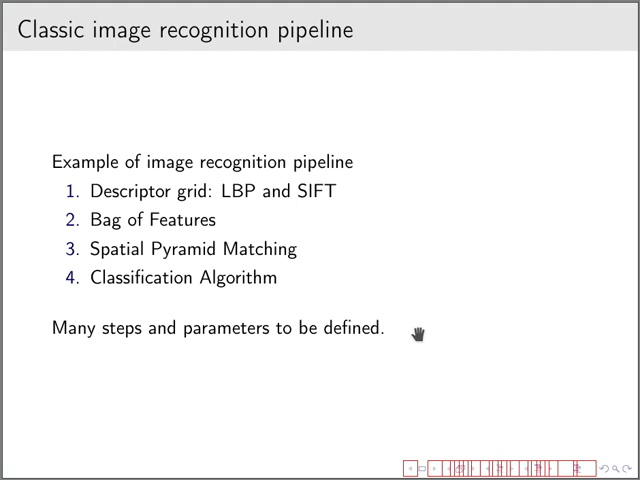 Classic image recognition pipeline
Example of image recognition pipeline
1. Descriptor grid: LBP and SIFT
2. Bag of Features
3. Spatial Pyramid Matching
4. Classification Algorithm
Many steps and parameters to be defined.